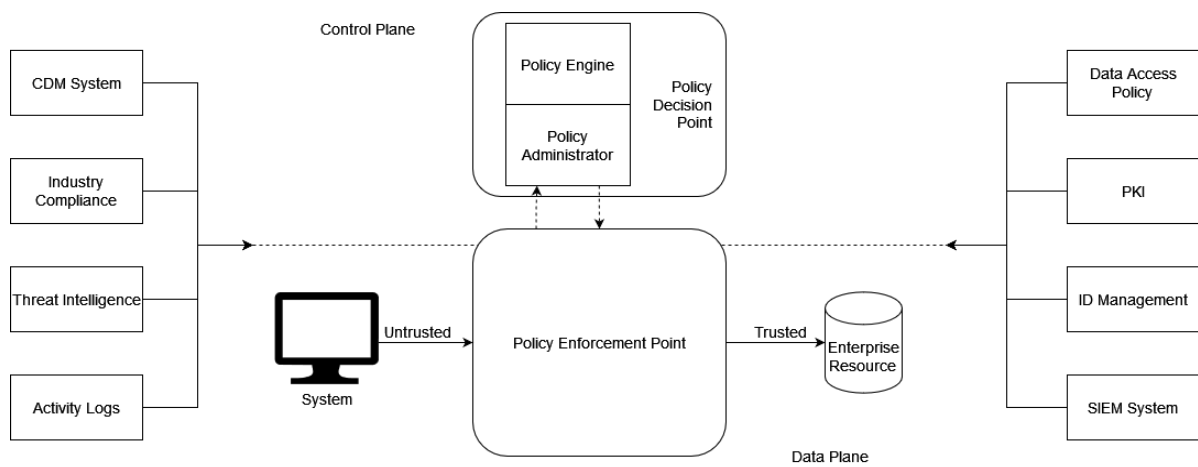 Control Plane
Policy Engine
Policy
Administrator
Policy
Decision
Point
CDM System
Industry
Compliance
Threat Intelligence
Activity Logs
Data Access
Policy
PKI
ID Management
SIEM System
Untrusted
System
Policy Enforcement Point
Trusted
Enterprise
Resource
Data Plane